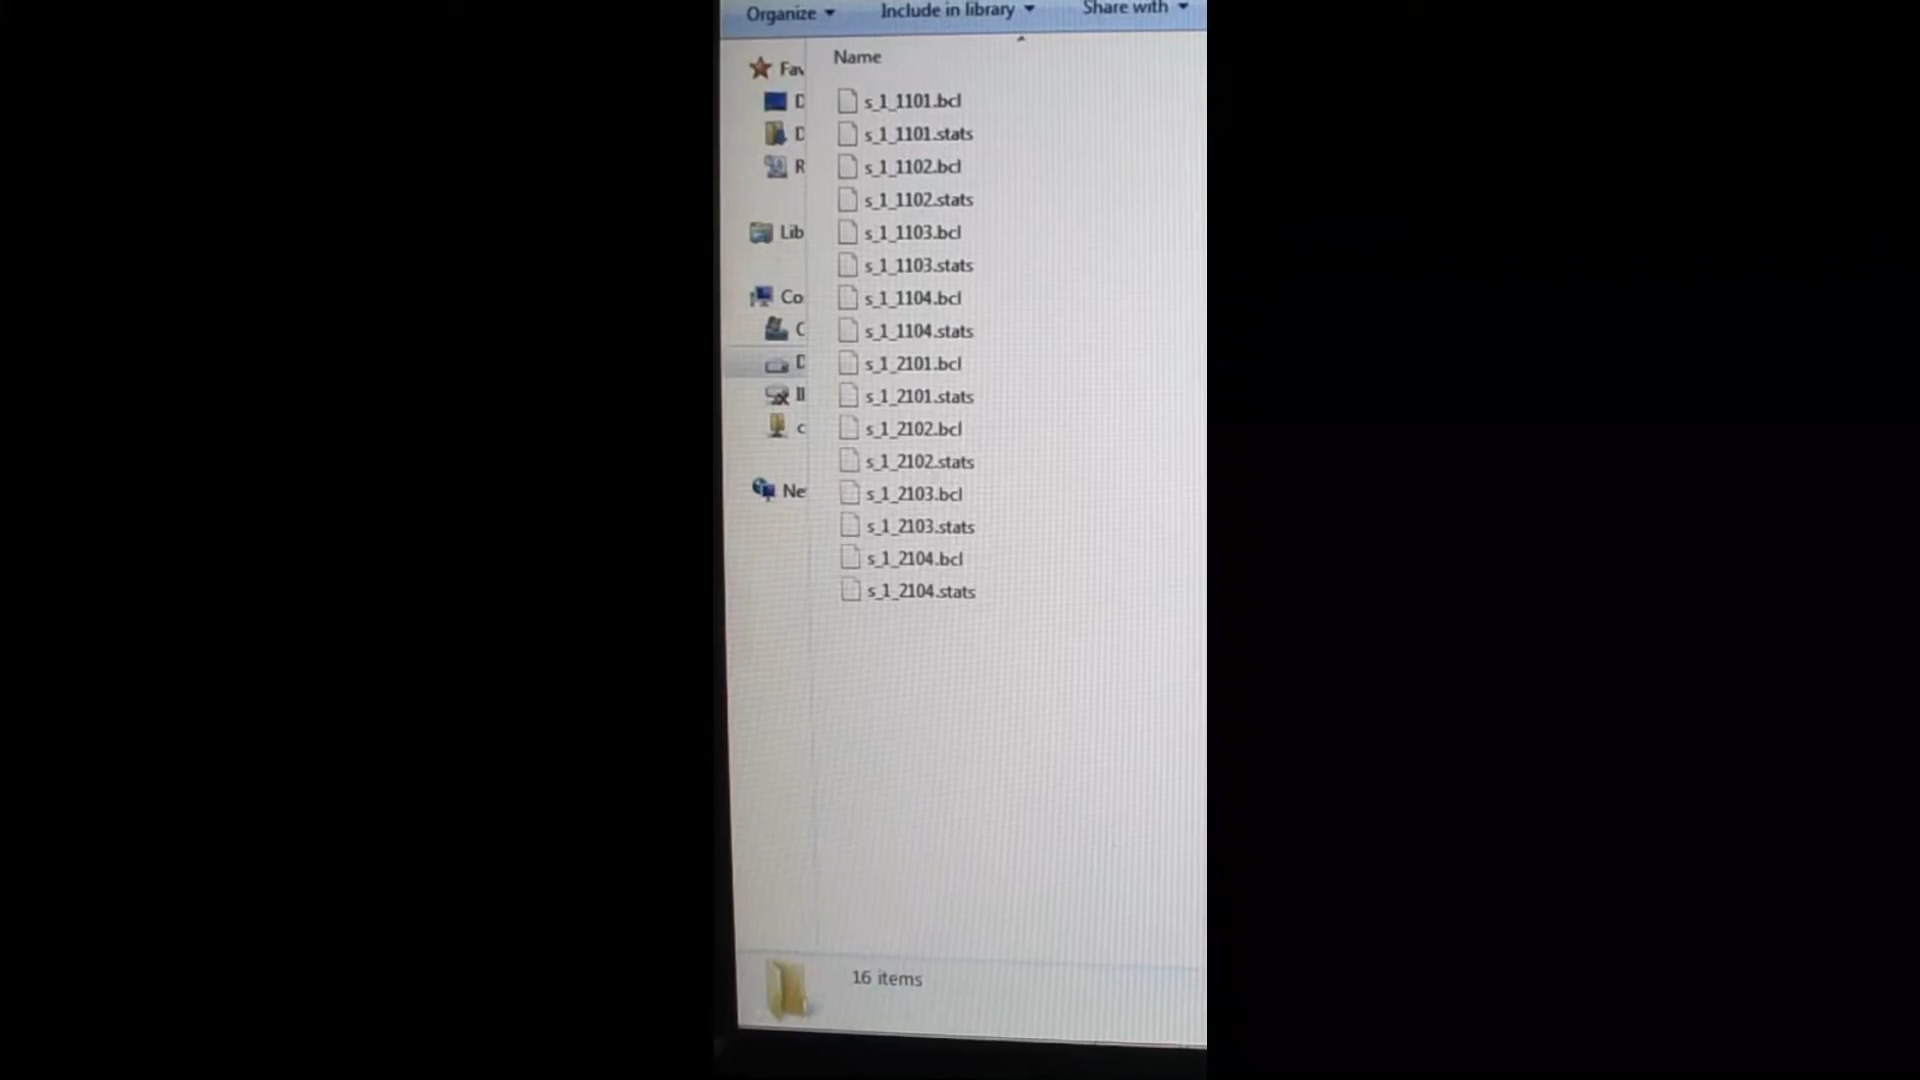 Organize Include in library Share with
Name
Fav
D
D
R
Lib
Co
C
D
Ne
s_1_1101.bcl
s_1_1101.stats
s_1_1102.bcl
s_1_1102.stats
s_1_1103.bcl
s_1_1103.stats
s_1_1104.bcl
s_1_1104.stats
s_1_2101.bcl
s_1_2101.stats
s_1_2102.bcl
s_1_2102.stats
s_1_2103.bcl
s_1_2103.stats
s_1_2104.bcl
s_1_2104.stats
16 items